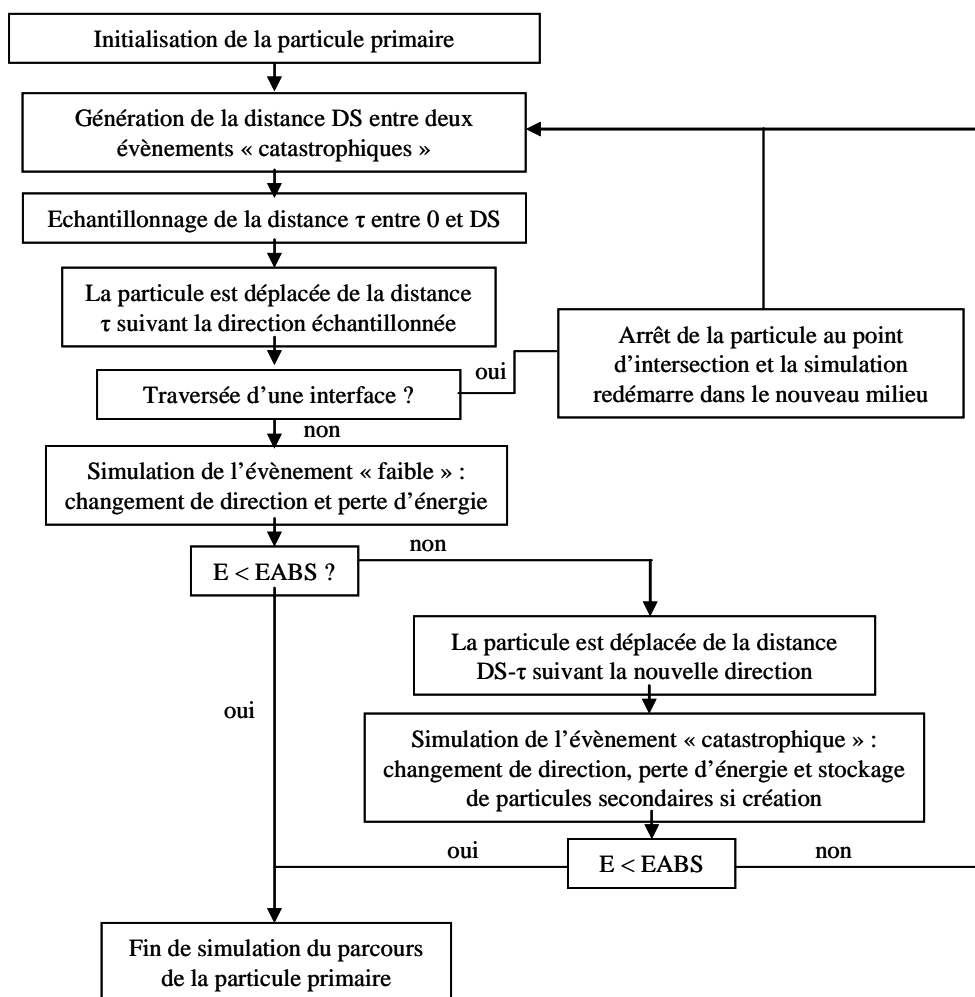 Initialisation de la particule primaire
Génération de la distance DS entre deux
évènements « catastrophiques »
Echantillonnage de la distance τ entre 0 et DS
La particule est déplacée de la distance
τ suivant la direction échantillonnée
Arrêt de la particule au point
d’intersection et la simulation
redémarre dans le nouveau milieu
oui
Traversée d’une interface ?
non
Simulation de l’évènement « faible » :
changement de direction et perte d’énergie
non
E < EABS ?
La particule est déplacée de la distance
DS-τ suivant la nouvelle direction
oui
Simulation de l’évènement « catastrophique » :
changement de direction, perte d’énergie et stockage
de particules secondaires si création
oui
E < EABS
non
Fin de simulation du parcours
de la particule primaire